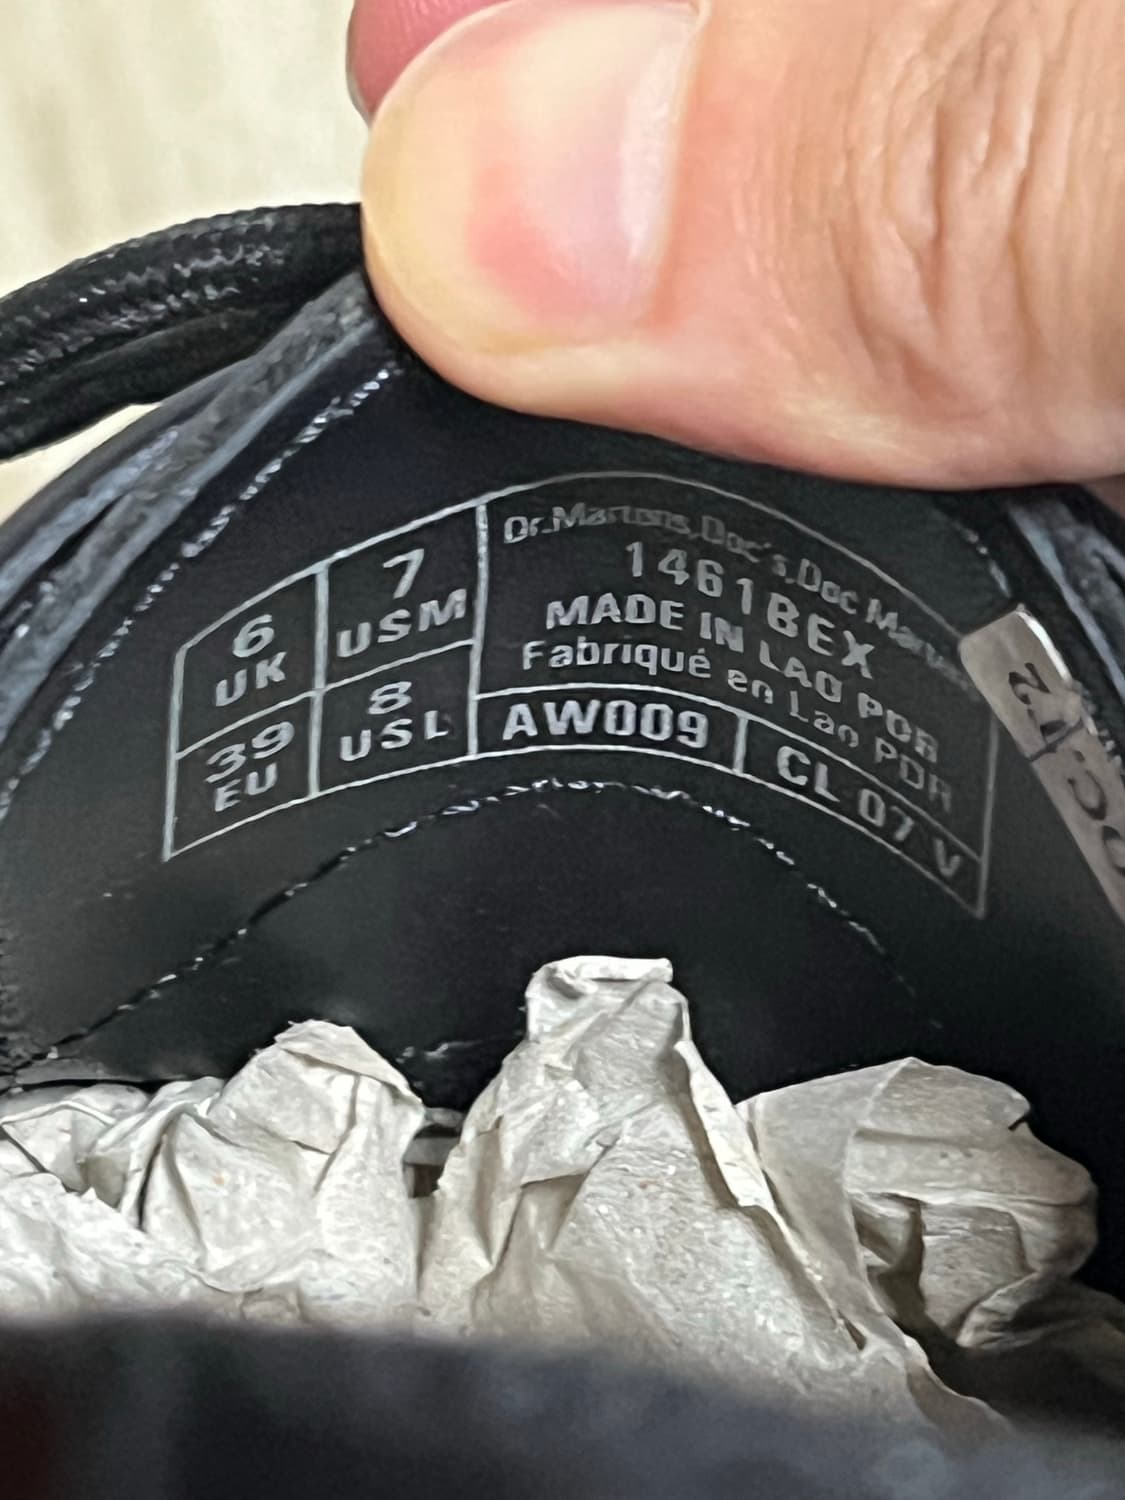 6
UK
7
USM
39
EU
8
USL
Dr.Martens,Doc's,Doc Martens
1461BEX
MADE IN LAO PDR
Fabriqué en Lao PDR
AW009
CL 07 V